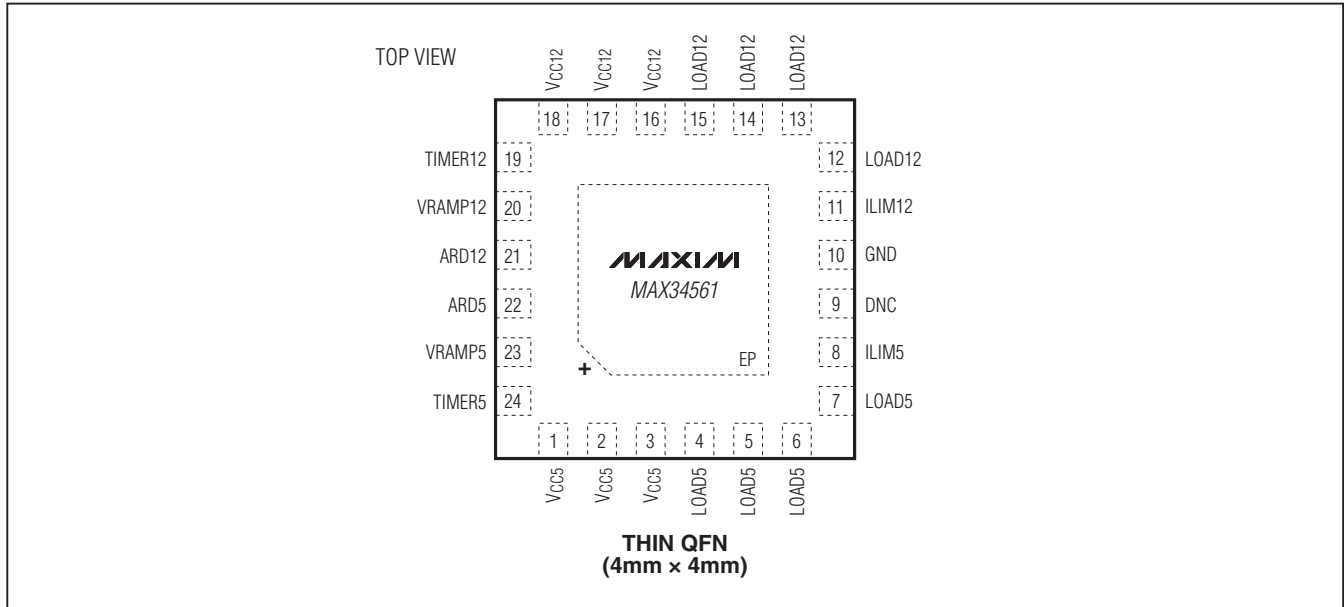 TOP VIEW
VCC12
VCC12
VCC12
LOAD12
LOAD12
LOAD12
18 17 16 15 14 13
TIMER12 19
12 LOAD12
VRAMP12 20
11 ILIM12
ARD12 21
10 GND
ARD5 22
9 DNC
VRAMP5 23
8 ILIM5
TIMER5 24
7 LOAD5
MAXIM
MAX34561
EP
+
1 2 3 4 5 6
VCC5
VCC5
VCC5
LOAD5
LOAD5
LOAD5
THIN QFN
(4mm × 4mm)